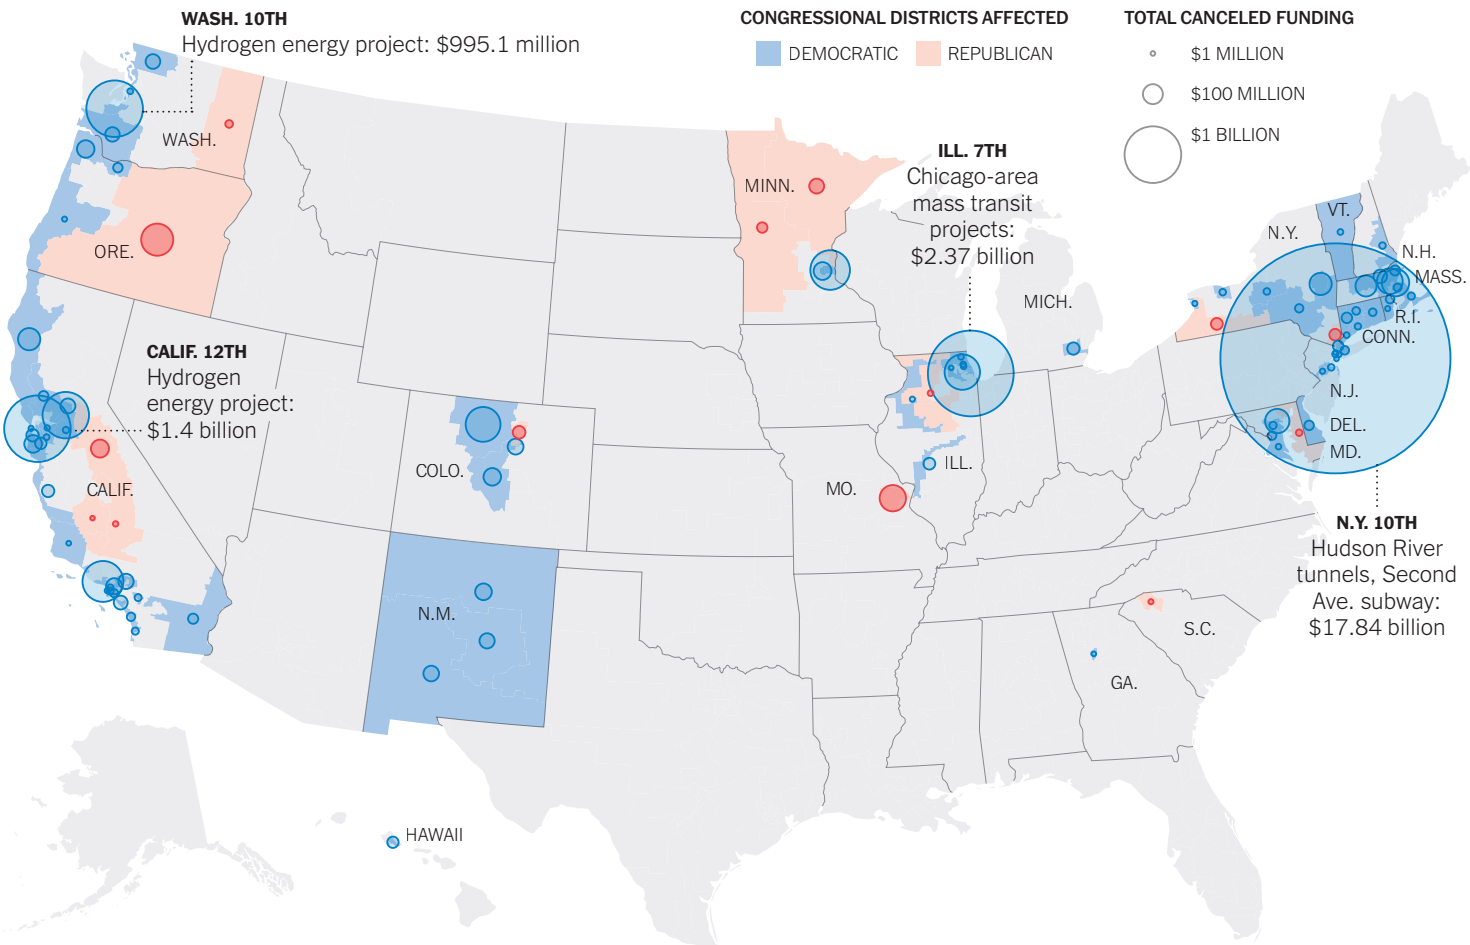 WASH. 10TH
Hydrogen energy project: $995.1 million
CONGRESSIONAL DISTRICTS AFFECTED
DEMOCRATIC
REPUBLICAN
TOTAL CANCELED FUNDING
$1 MILLION
$100 MILLION
$1 BILLION
WASH.
ORE.
MINN.
ILL. 7TH
Chicago-area
mass transit
projects:
$2.37 billion
MICH.
VT.
N.Y.
N.H.
MASS.
R.I.
CONN.
N.J.
DEL.
MD.
CALIF. 12TH
Hydrogen
energy project:
$1.4 billion
CALIF.
COLO.
MO.
ILL.
N.Y. 10TH
Hudson River
tunnels, Second
Ave. subway:
$17.84 billion
N.M.
S.C.
GA.
HAWAII